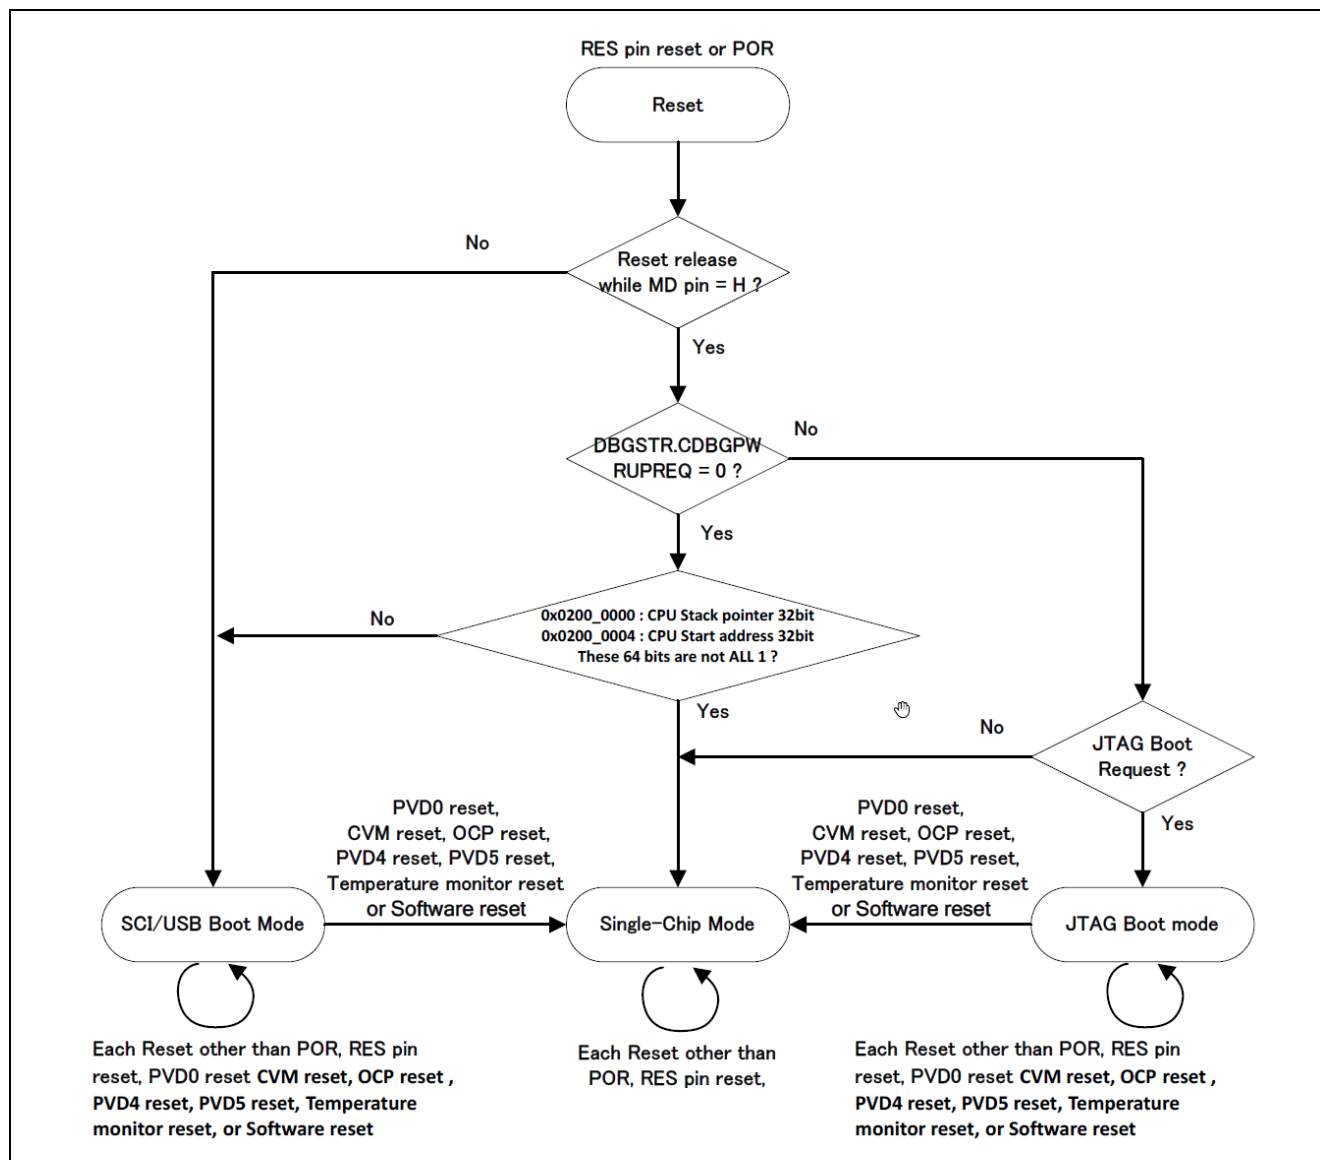 RES pin reset or POR
Reset
No
Reset release
while MD pin = H ?
Yes
DBGSTR.CDBGPW
RUPREQ = 0 ?
No
Yes
0x0200_0000 : CPU Stack pointer 32bit
0x0200_0004 : CPU Start address 32bit
These 64 bits are not ALL 1 ?
No
Yes
No
JTAG Boot
Request ?
Yes
PVD0 reset,
CVM reset, OCP reset,
PVD4 reset, PVD5 reset,
Temperature monitor reset
or Software reset
PVD0 reset,
CVM reset, OCP reset,
PVD4 reset, PVD5 reset,
Temperature monitor reset
or Software reset
SCI/USB Boot Mode
Single-Chip Mode
JTAG Boot mode
Each Reset other than POR, RES pin
reset, PVD0 reset CVM reset, OCP reset ,
PVD4 reset, PVD5 reset, Temperature
monitor reset, or Software reset
Each Reset other than
POR, RES pin reset,
Each Reset other than POR, RES pin
reset, PVD0 reset CVM reset, OCP reset ,
PVD4 reset, PVD5 reset, Temperature
monitor reset, or Software reset